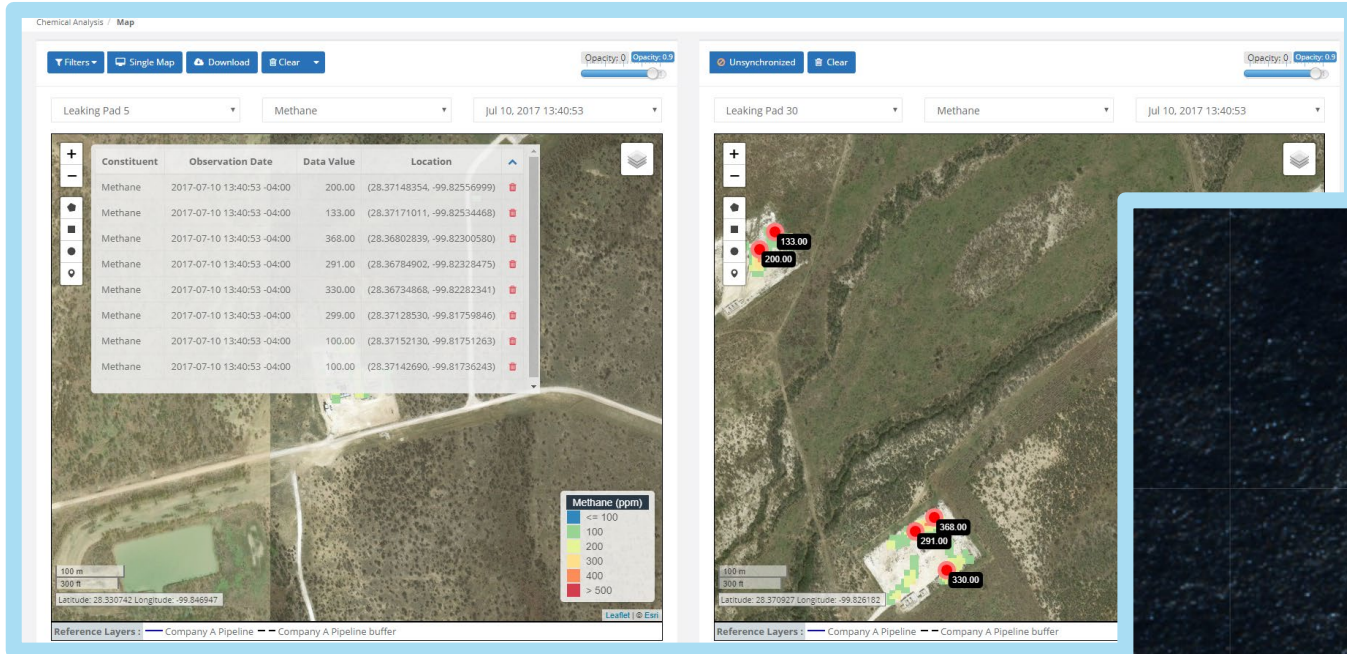 Chemical Analysis / Map
Filters Single Map Download Clear
Opacity: 0 Opacity: 0.9
Leaking Pad 5 Methane Jul 10, 2017 13:40:53
Constituent Observation Date Data Value Location
Methane 2017-07-10 13:40:53 -04:00 200.00 (28.37148354, -99.82556999)
Methane 2017-07-10 13:40:53 -04:00 133.00 (28.37171011, -99.82534468)
Methane 2017-07-10 13:40:53 -04:00 368.00 (28.36802839, -99.82300580)
Methane 2017-07-10 13:40:53 -04:00 291.00 (28.36784902, -99.82328475)
Methane 2017-07-10 13:40:53 -04:00 330.00 (28.36734868, -99.82282341)
Methane 2017-07-10 13:40:53 -04:00 299.00 (28.37128530, -99.81759846)
Methane 2017-07-10 13:40:53 -04:00 100.00 (28.37152130, -99.81751263)
Methane 2017-07-10 13:40:53 -04:00 100.00 (28.37142690, -99.81736243)
Methane (ppm)
<= 100
100
200
300
400
> 500
100 m
300 ft
Latitude: 28.330742 Longitude: -99.846947
Leaflet | © Esri
Reference Layers : Company A Pipeline Company A Pipeline buffer
Unsynchronized Clear
Opacity: 0 Opacity: 0.9
Leaking Pad 30 Methane Jul 10, 2017 13:40:53
133.00
200.00
368.00
291.00
330.00
100 m
300 ft
Latitude: 28.370927 Longitude: -99.826182
Reference Layers : Company A Pipeline Company A Pipeline buffer